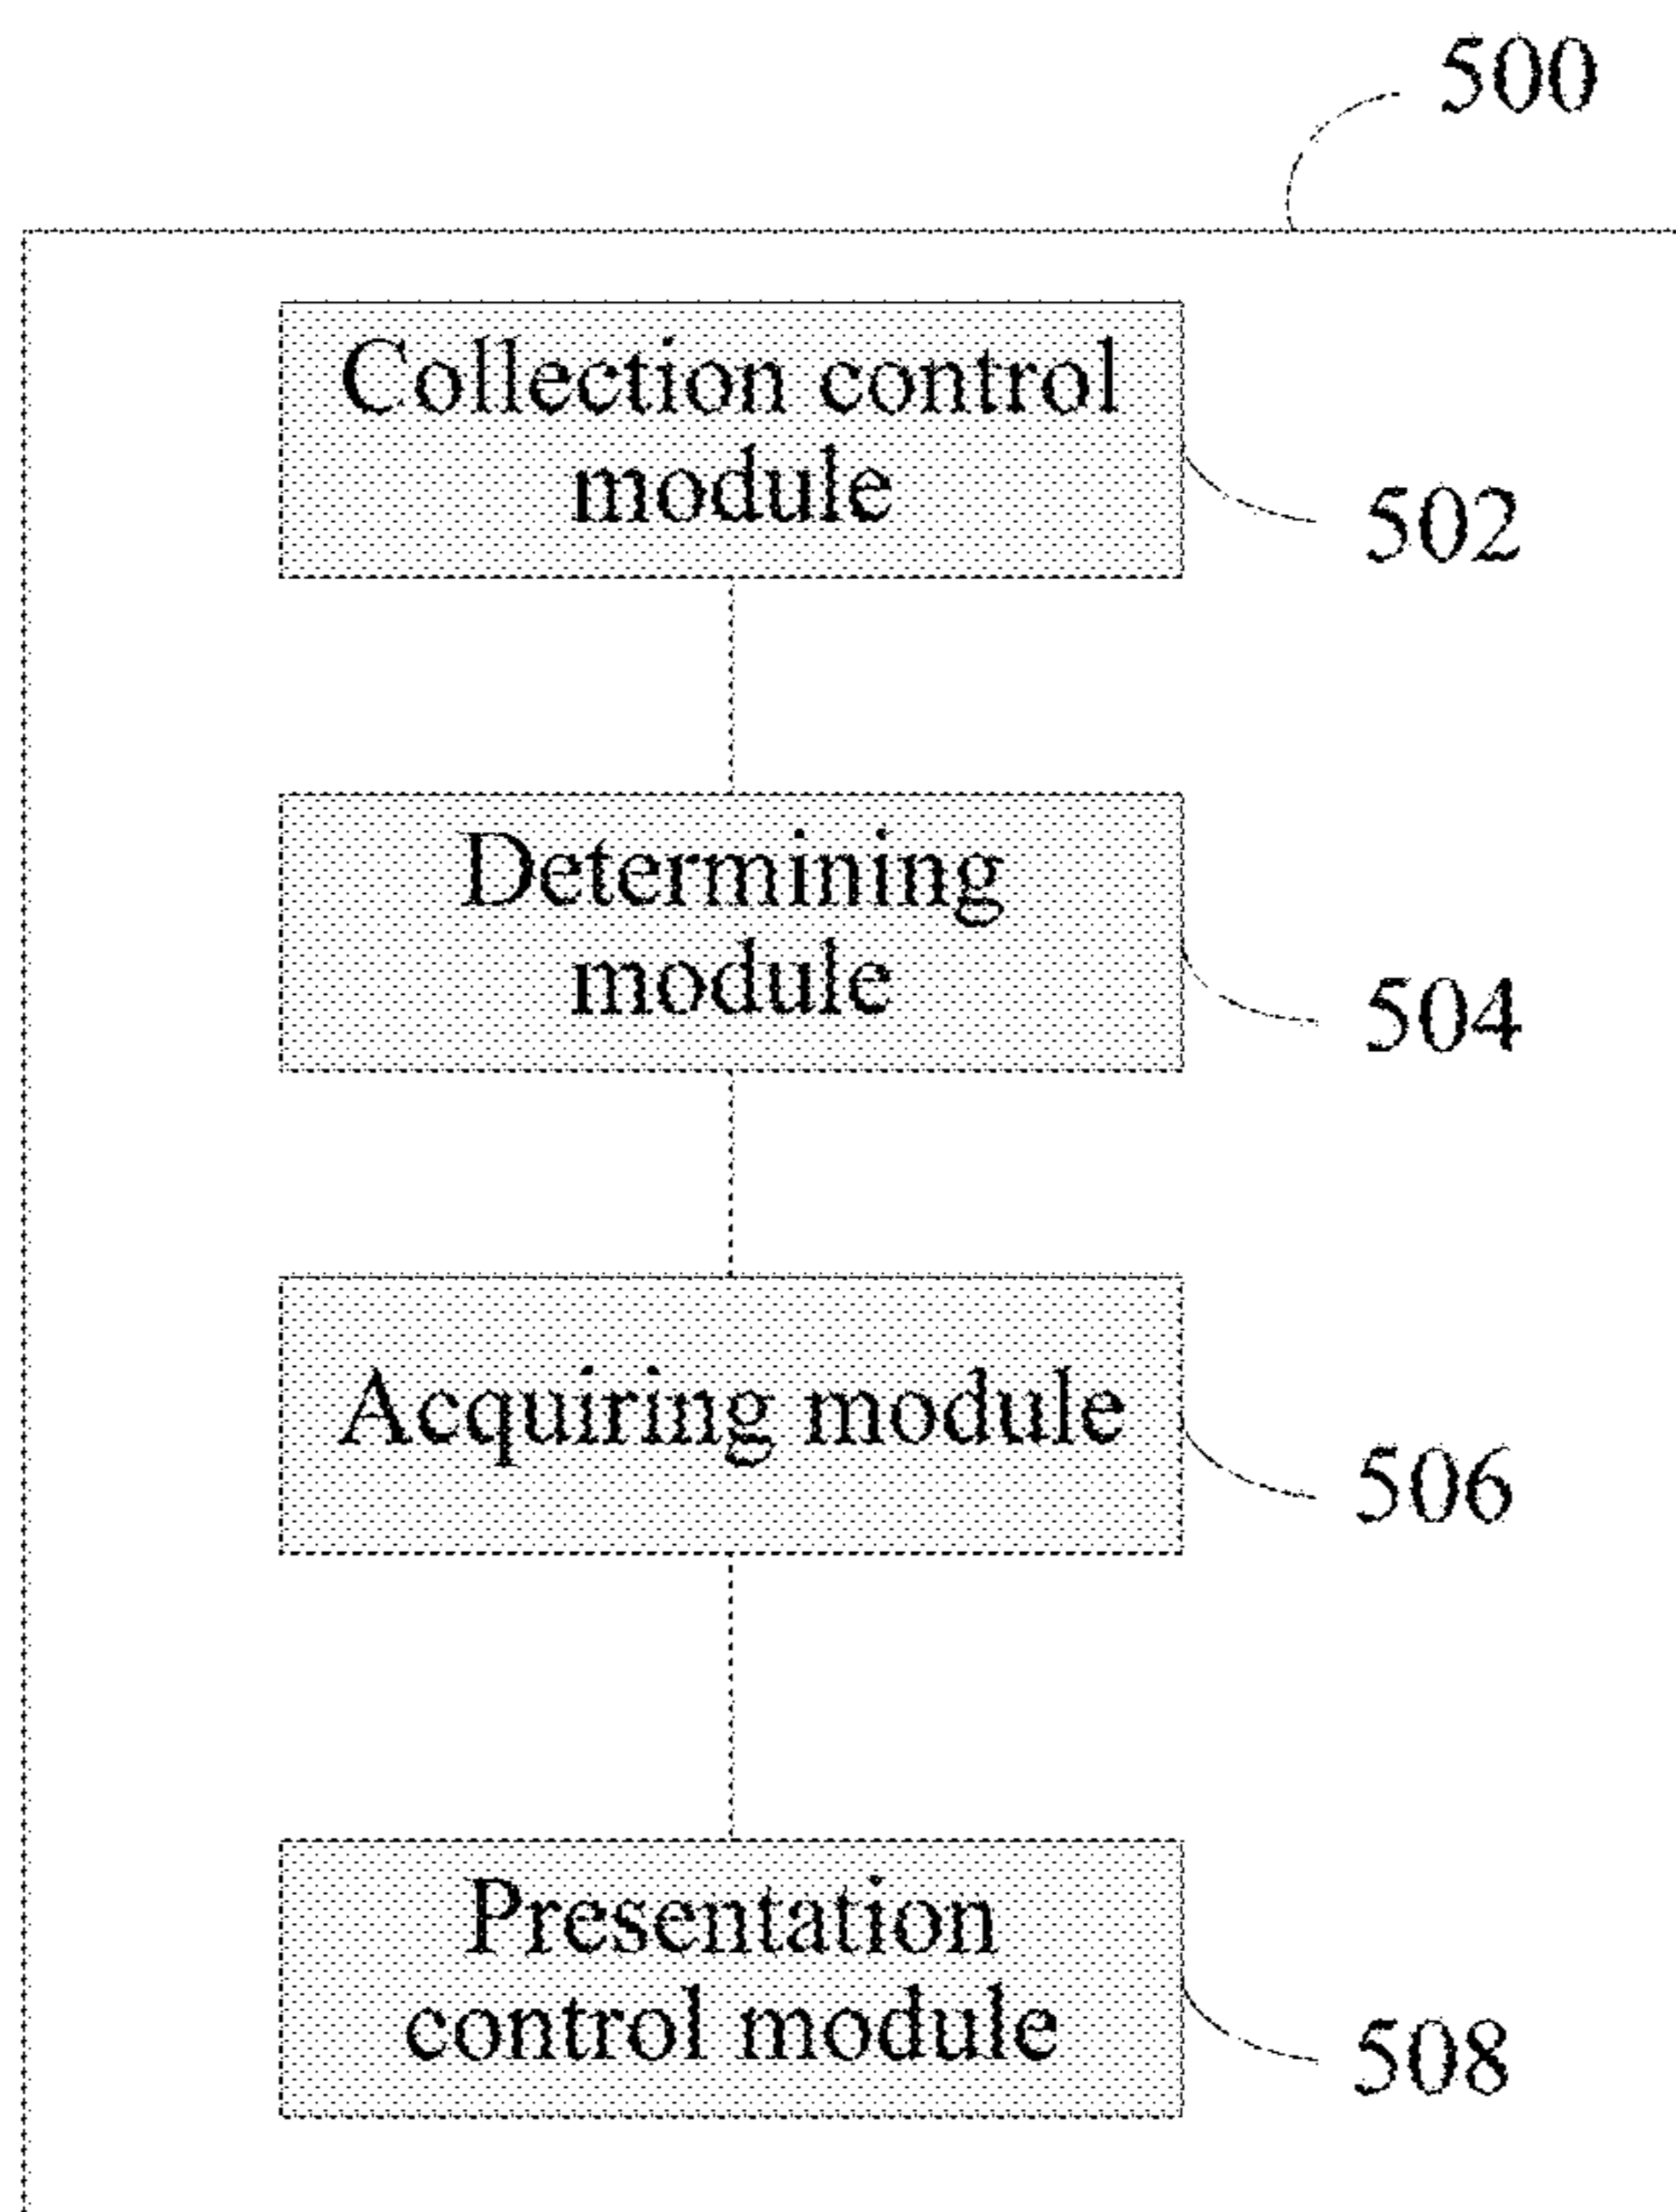 500
Collection control
module
502
Determining
module
504
Acquiring module
506
Presentation
control module
508